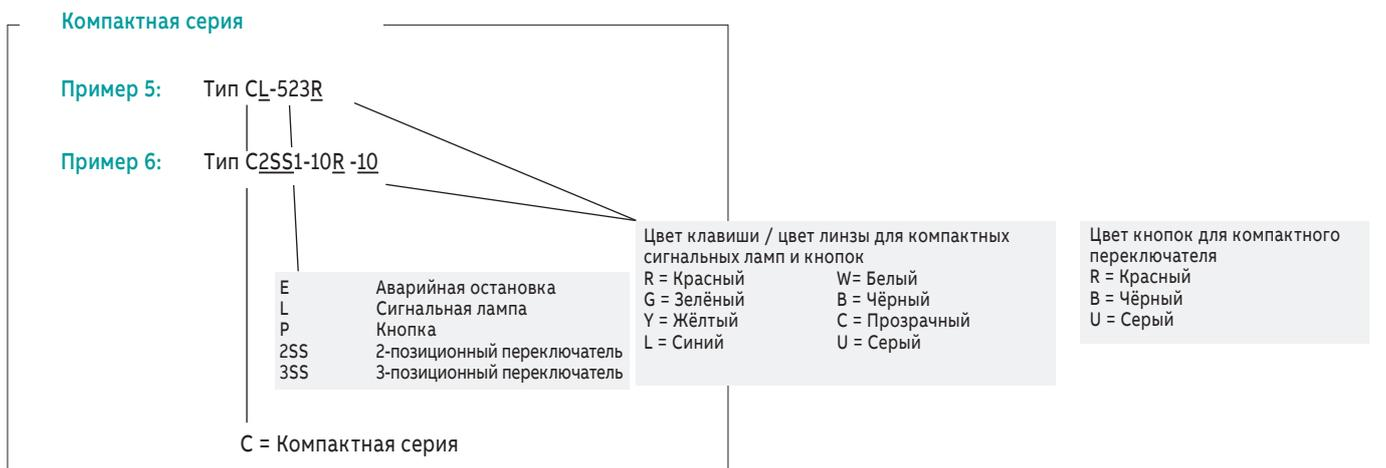 Компактная серия
Пример 5: Тип CL-523R
Пример 6: Тип C2SS1-10R -10
Цвет клавиши / цвет линзы для компактных
сигнальных ламп и кнопок
R = Красный W= Белый
G = Зелёный B = Чёрный
Y = Жёлтый C = Прозрачный
L = Синий U = Серый
Цвет кнопок для компактного
переключателя
R = Красный
B = Чёрный
U = Серый
E Аварийная остановка
L Сигнальная лампа
P Кнопка
2SS 2-позиционный переключатель
3SS 3-позиционный переключатель
C = Компактная серия